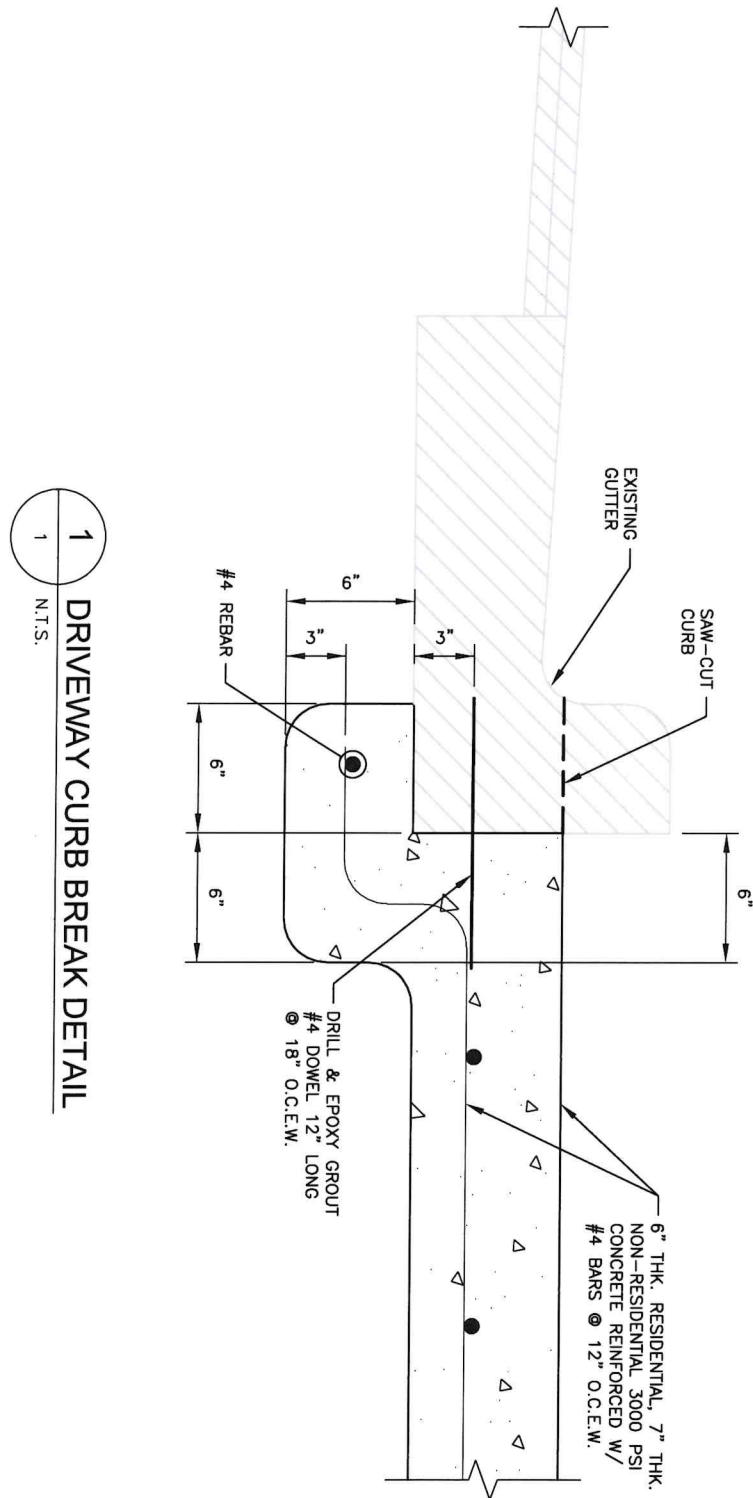 SAW-CUT
CURB
EXISTING
GUTTER
6"
6" THK. RESIDENTIAL, 7" THK.
NON-RESIDENTIAL 3000 PSI
CONCRETE REINFORCED W/
#4 BARS @ 12" O.C.E.W.
6"
3"
3"
#4 REBAR
6"
6"
DRILL & EPOXY GROUT
#4 DOWEL 12" LONG
@ 18" O.C.E.W.
1
1
DRIVEWAY CURB BREAK DETAIL
N.T.S.